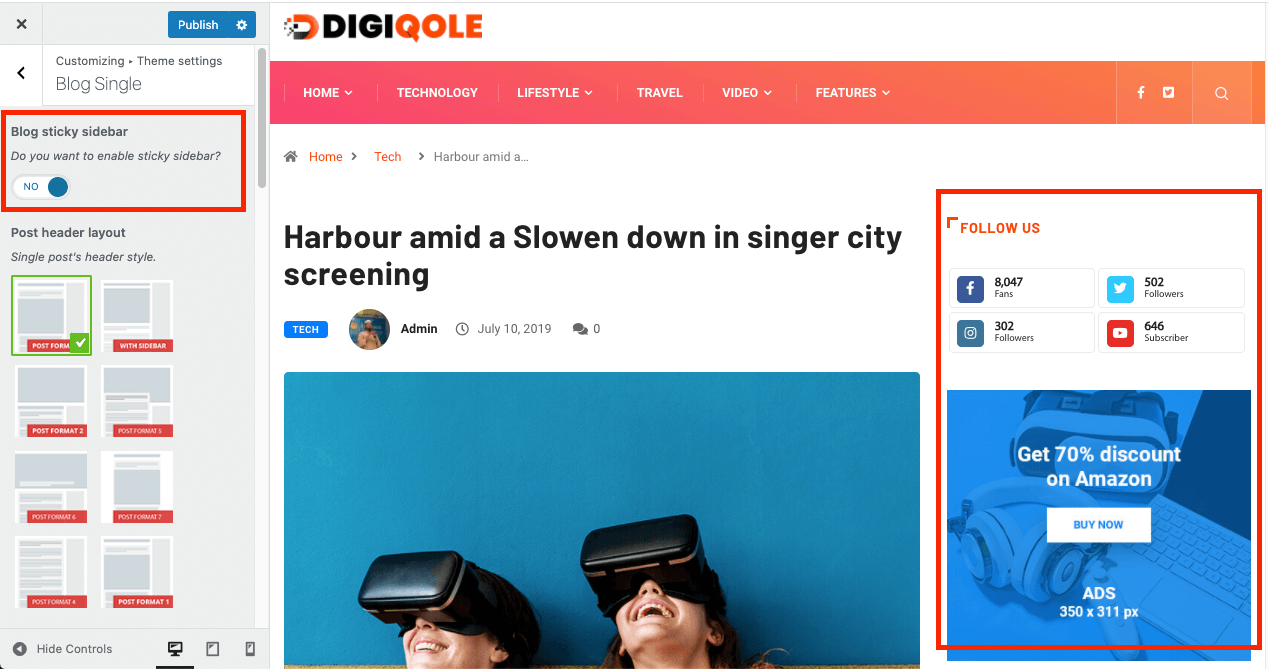 Publish
Customizing ▸ Theme settings
Blog Single
Blog sticky sidebar
Do you want to enable sticky sidebar?
NO
Post header layout
Single post's header style.
POST FORM
WITH SIDEBAR
POST FORMAT 2
POST FORMAT 5
POST FORMAT 6
POST FORMAT 7
POST FORMAT 4
POST FORMAT 1
Hide Controls
DIGIQOLE
HOME
TECHNOLOGY
LIFESTYLE
TRAVEL
VIDEO
FEATURES
Home
Tech
Harbour amid a...
Harbour amid a Slowen down in singer city
screening
TECH
Admin
July 10, 2019
0
FOLLOW US
8,047
Fans
502
Followers
302
Followers
646
Subscriber
Get 70% discount
on Amazon
BUY NOW
ADS
350 x 311 px